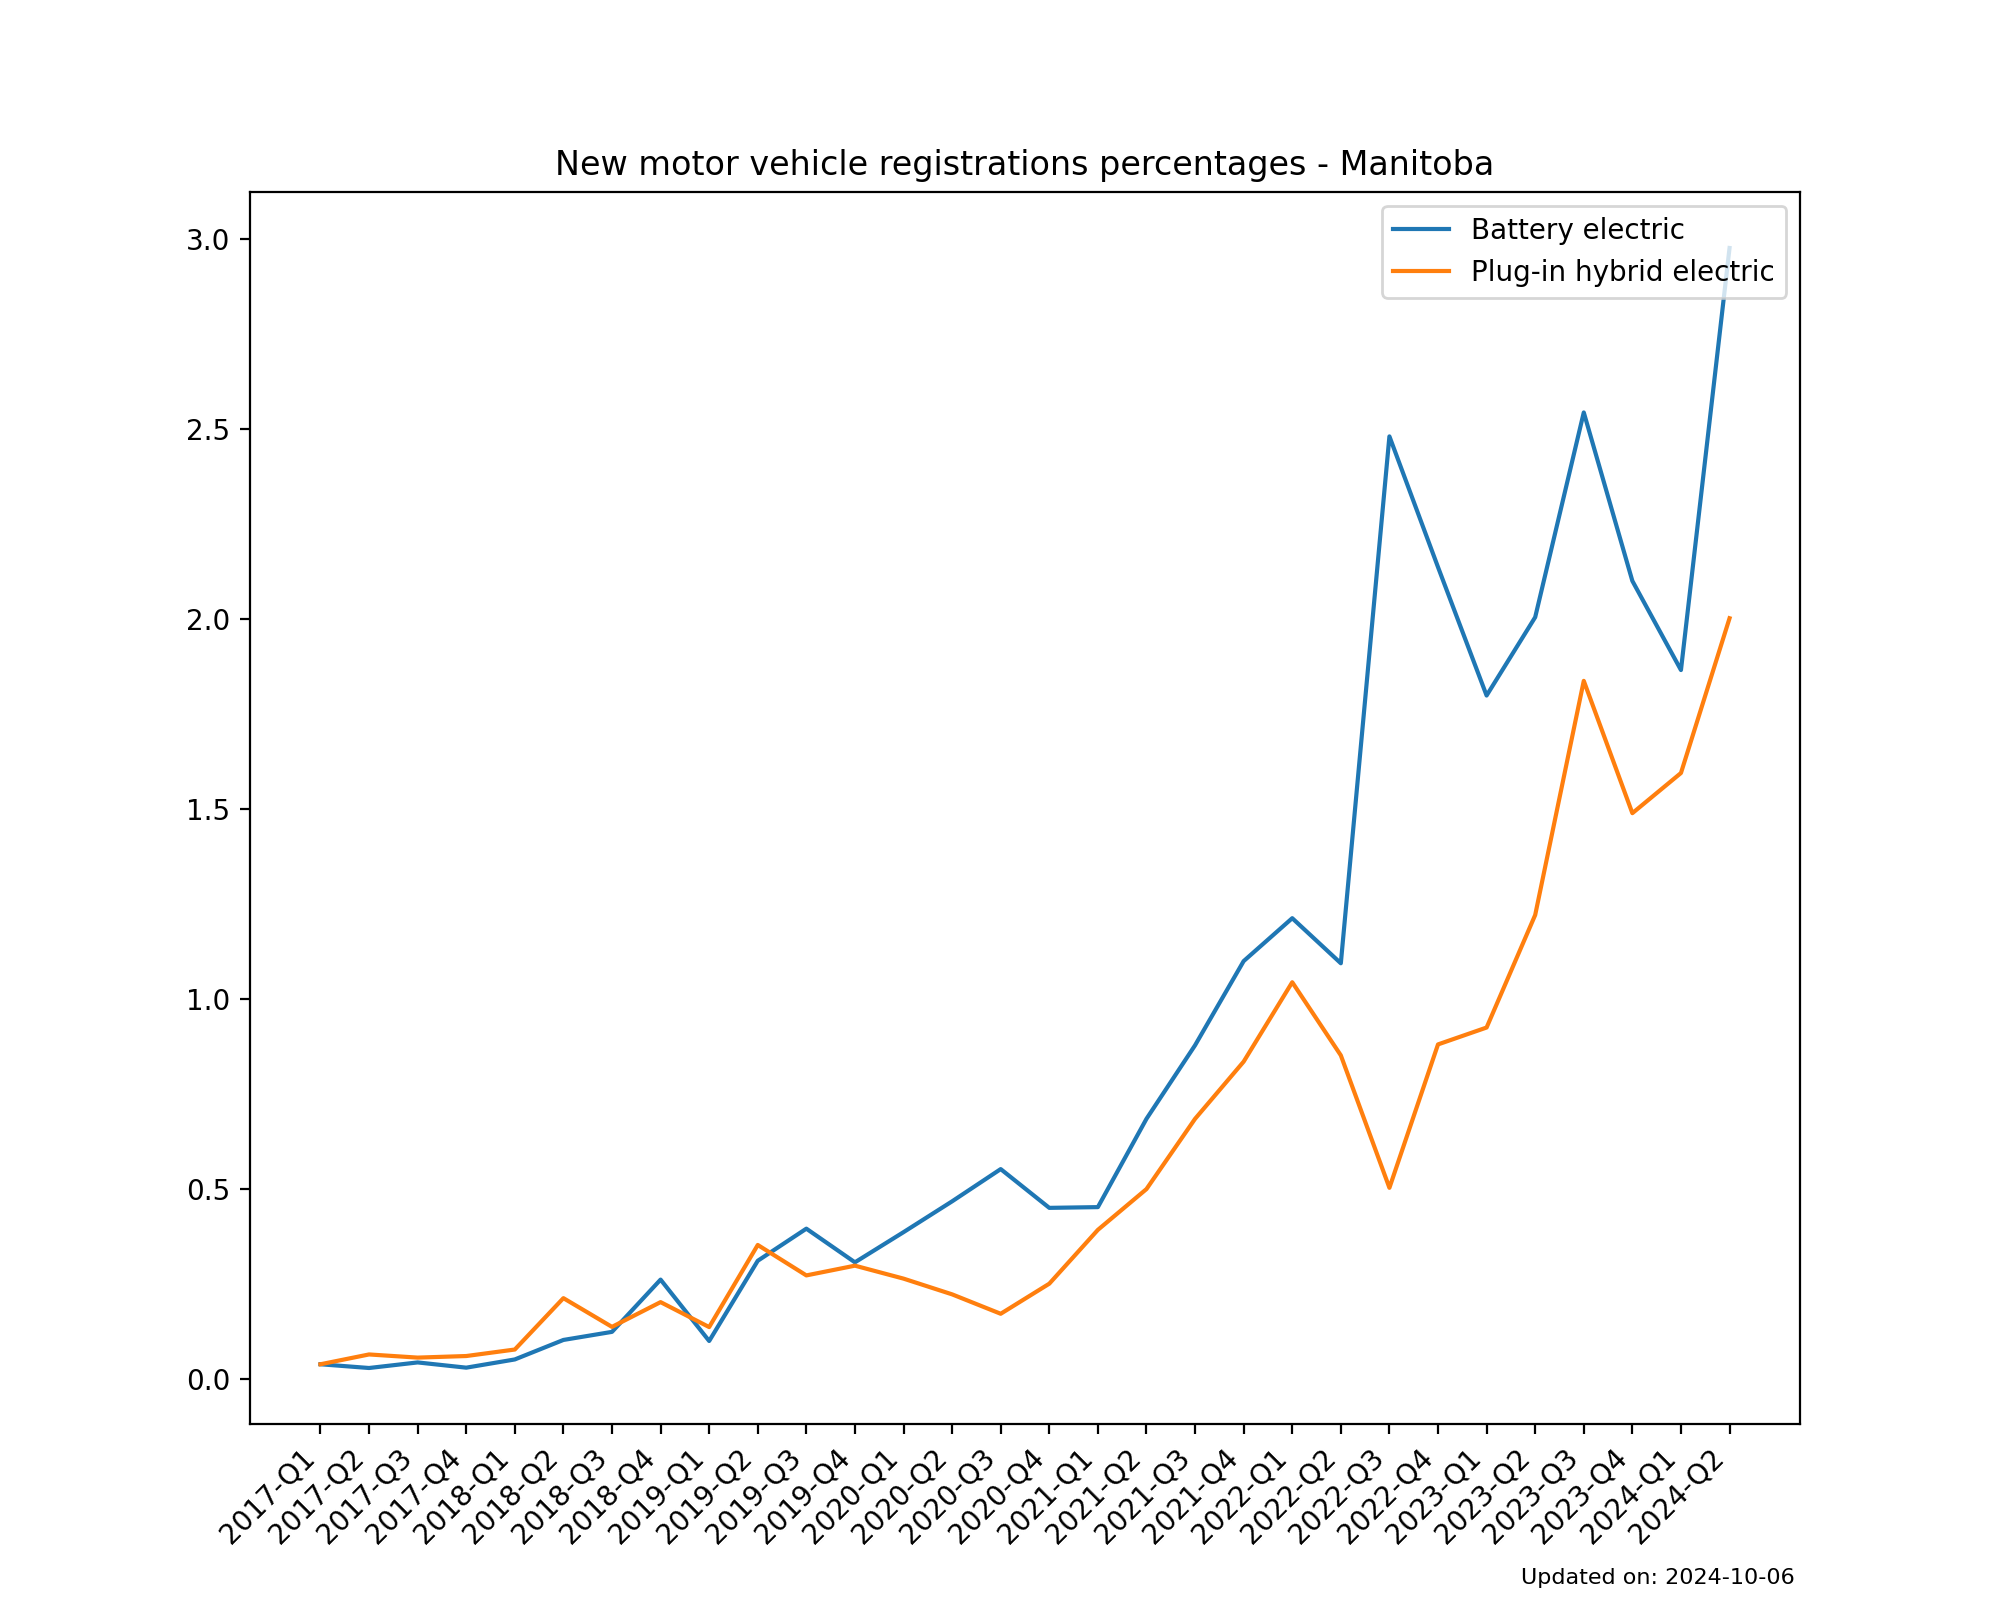 New motor vehicle registrations percentages - Manitoba
Battery electric
Plug-in hybrid electric
3.0
2.5
2.0
1.5
1.0
0.5
0.0
2017-Q1
2017-Q2
2017-Q3
2017-Q4
2018-Q1
2018-Q2
2018-Q3
2018-Q4
2019-Q1
2019-Q2
2019-Q3
2019-Q4
2020-Q1
2020-Q2
2020-Q3
2020-Q4
2021-Q1
2021-Q2
2021-Q3
2021-Q4
2022-Q1
2022-Q2
2022-Q3
2022-Q4
2023-Q1
2023-Q2
2023-Q3
2023-Q4
2024-Q1
2024-Q2
Updated on: 2024-10-06